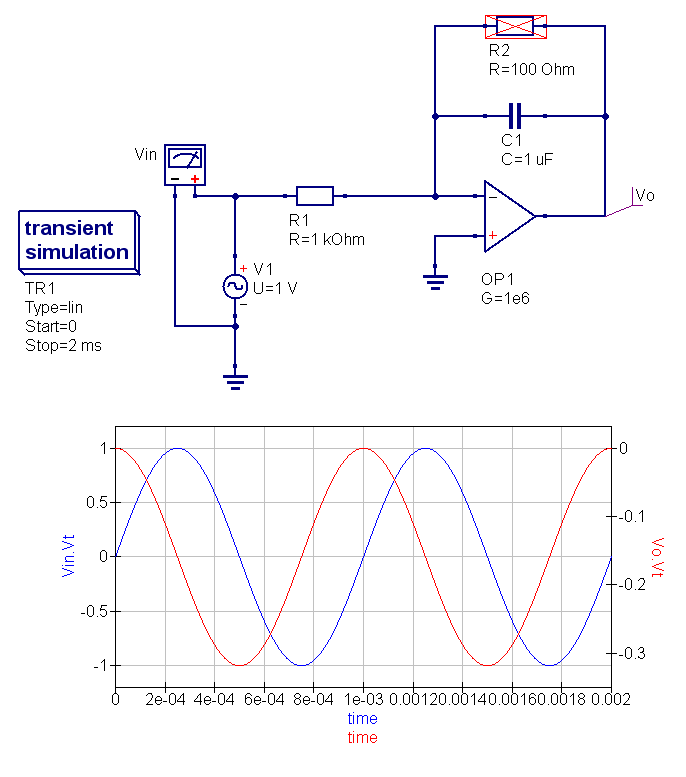 R2
R=100 Ohm
C1
C=1 uF
Vin
− +
R1
R=1 kOhm
−
+
Vo
OP1
G=1e6
transient
simulation
TR1
Type=lin
Start=0
Stop=2 ms
+
V1
U=1 V
−
1
0.5
0
-0.5
-1
Vin.Vt
0
-0.1
-0.2
-0.3
Vo.Vt
0 2e-04 4e-04 6e-04 8e-04 1e-03 0.0012 0.0014 0.0016 0.0018 0.002
time
time